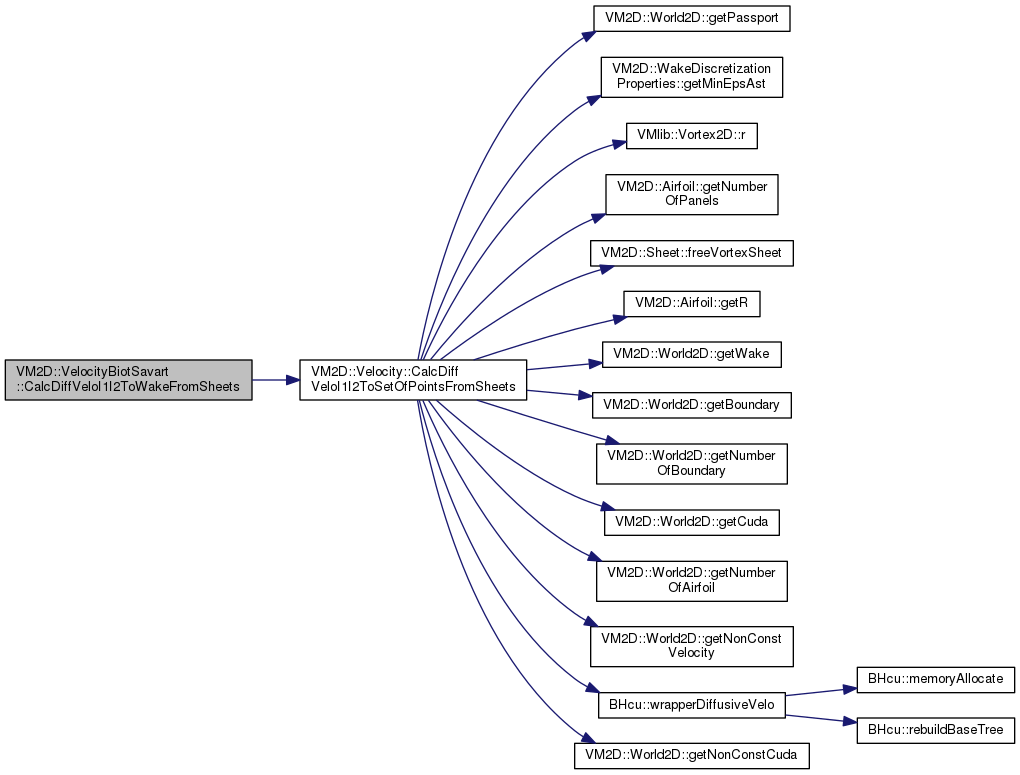 VM2D::World2D::getPassport
VM2D::WakeDiscretization
Properties::getMinEpsAst
VMlib::Vortex2D::r
VM2D::Airfoil::getNumber
OfPanels
VM2D::Sheet::freeVortexSheet
VM2D::Airfoil::getR
VM2D::World2D::getWake
VM2D::VelocityBiotSavart
::CalcDiffVeloI1I2ToWakeFromSheets
VM2D::Velocity::CalcDiff
VeloI1I2ToSetOfPointsFromSheets
VM2D::World2D::getBoundary
VM2D::World2D::getNumber
OfBoundary
VM2D::World2D::getCuda
VM2D::World2D::getNumber
OfAirfoil
VM2D::World2D::getNonConst
Velocity
BHcu::memoryAllocate
BHcu::wrapperDiffusiveVelo
BHcu::rebuildBaseTree
VM2D::World2D::getNonConstCuda